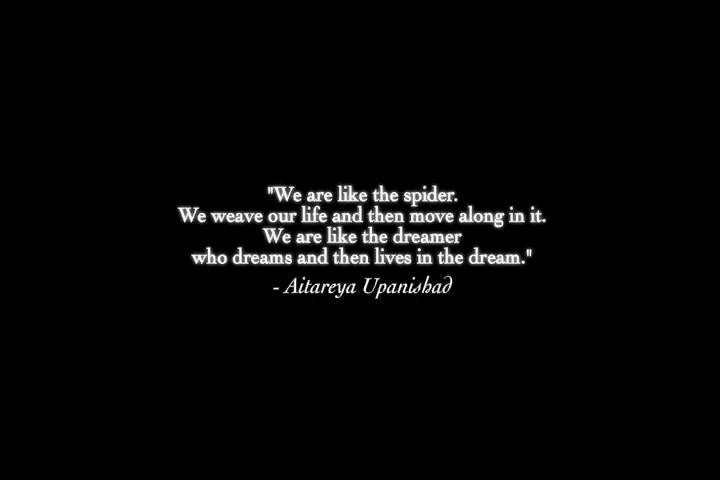 "We are like the spider.
We weave our life and then move along in it.
We are like the dreamer
who dreams and then lives in the dream."
- Aitareya Upanishad